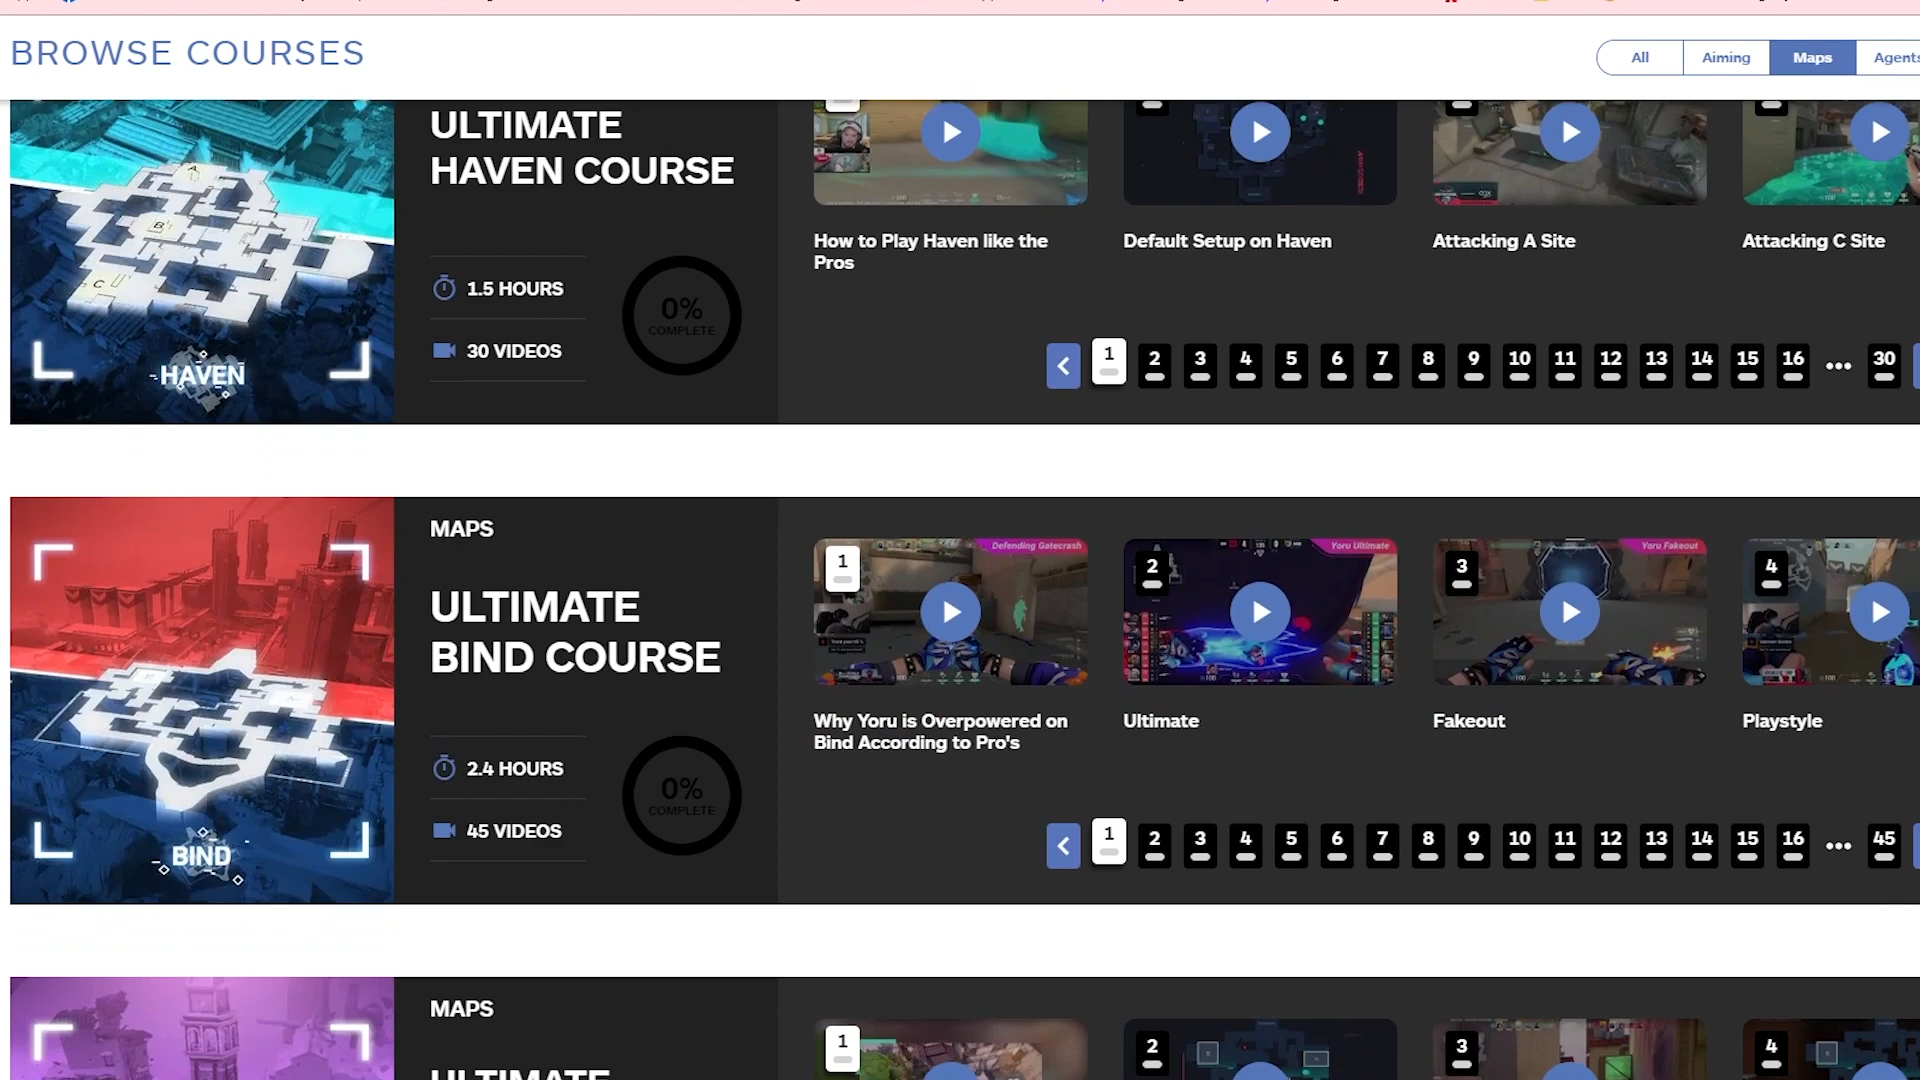 BROWSE COURSES
All Aiming Maps Agents
ULTIMATE
HAVEN COURSE
1.5 HOURS
30 VIDEOS
0%
COMPLETE
HAVEN
A
B
C
How to Play Haven like the
Pros
Default Setup on Haven
Attacking A Site
Attacking C Site
1 2 3 4 5 6 7 8 9 10 11 12 13 14 15 16 ••• 30
MAPS
ULTIMATE
BIND COURSE
2.4 HOURS
45 VIDEOS
0%
COMPLETE
BIND
1
Defending Gatecrash
2
Yoru Ultimate
3
Yoru Fakeout
4
Why Yoru is Overpowered on
Bind According to Pro's
Ultimate
Fakeout
Playstyle
1 2 3 4 5 6 7 8 9 10 11 12 13 14 15 16 ••• 45
MAPS
ULTIMATE
1
2
3
4